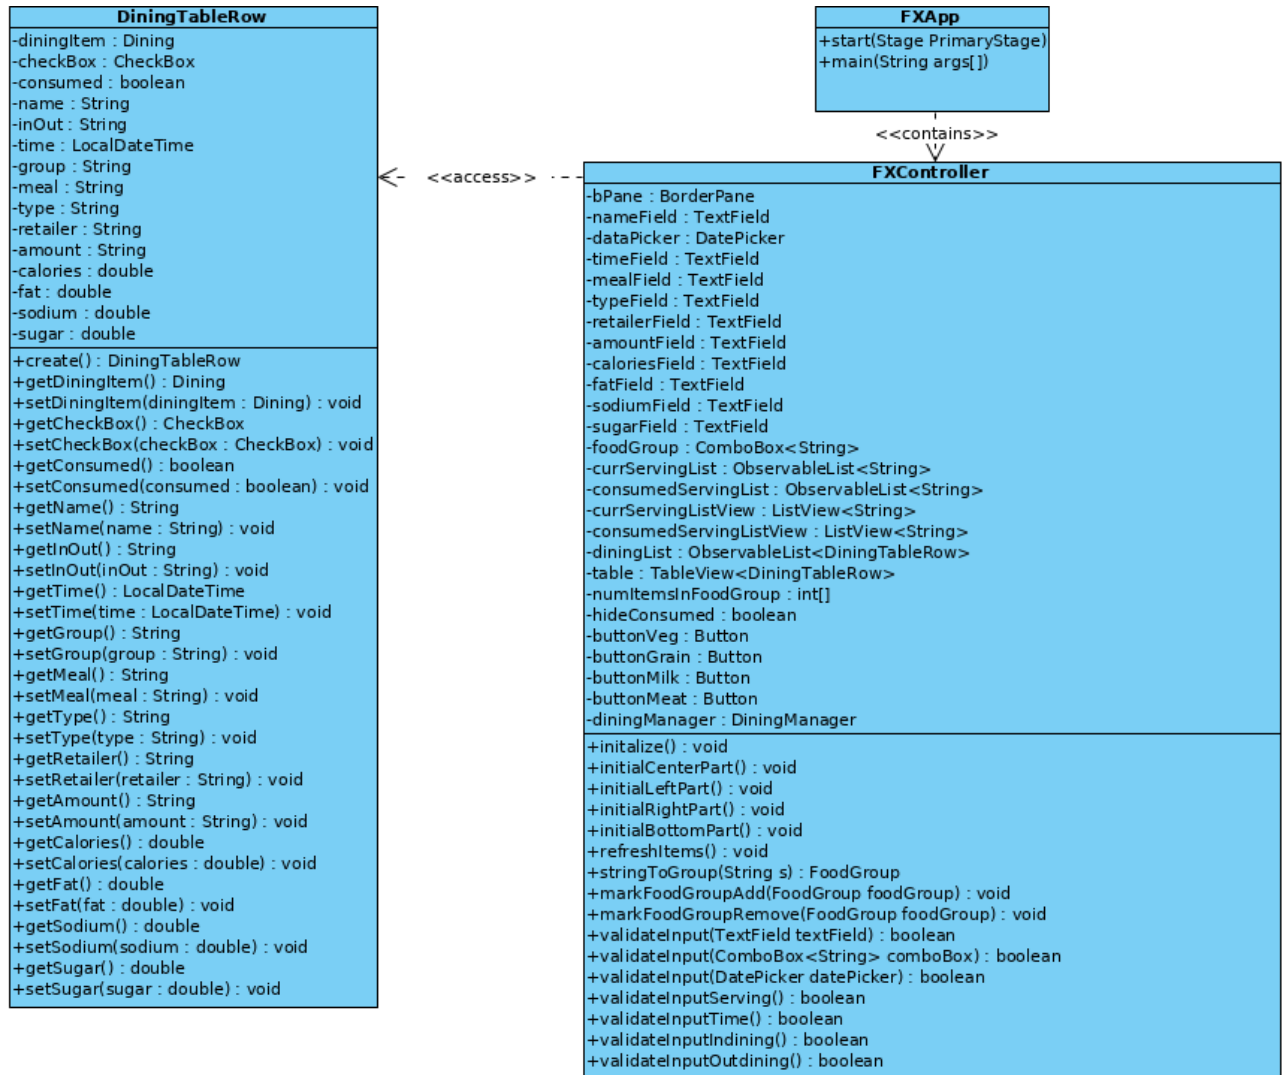 DiningTableRow
-diningItem : Dining
-checkBox : CheckBox
-consumed : boolean
-name : String
-inOut : String
-time : LocalDateTime
-group : String
-meal : String
-type : String
-retailer : String
-amount : String
-calories : double
-fat : double
-sodium : double
-sugar : double
+create() : DiningTableRow
+getDiningItem() : Dining
+setDiningItem(diningItem : Dining) : void
+getCheckBox() : CheckBox
+setCheckBox(checkBox : CheckBox) : void
+getConsumed() : boolean
+setConsumed(consumed : boolean) : void
+getName() : String
+setName(name : String) : void
+getInOut() : String
+setInOut(inOut : String) : void
+getTime() : LocalDateTime
+setTime(time : LocalDateTime) : void
+getGroup() : String
+setGroup(group : String) : void
+getMeal() : String
+setMeal(meal : String) : void
+getType() : String
+setType(type : String) : void
+getRetailer() : String
+setRetailer(retailer : String) : void
+getAmount() : String
+setAmount(amount : String) : void
+getCalories() : double
+setCalories(calories : double) : void
+getFat() : double
+setFat(fat : double) : void
+getSodium() : double
+setSodium(sodium : double) : void
+getSugar() : double
+setSugar(sugar : double) : void
<<access>>
FXApp
+start(Stage PrimaryStage)
+main(String args[])
<<contains>>
FXController
-bPane : BorderPane
-nameField : TextField
-dataPicker : DatePicker
-timeField : TextField
-mealField : TextField
-typeField : TextField
-retailerField : TextField
-amountField : TextField
-caloriesField : TextField
-fatField : TextField
-sodiumField : TextField
-sugarField : TextField
-foodGroup : ComboBox<String>
-currServingList : ObservableList<String>
-consumedServingList : ObservableList<String>
-currServingListView : ListView<String>
-consumedServingListView : ListView<String>
-diningList : ObservableList<DiningTableRow>
-table : TableView<DiningTableRow>
-numItemsInFoodGroup : int[]
-hideConsumed : boolean
-buttonVeg : Button
-buttonGrain : Button
-buttonMilk : Button
-buttonMeat : Button
-diningManager : DiningManager
+initalize() : void
+initialCenterPart() : void
+initialLeftPart() : void
+initialRightPart() : void
+initialBottomPart() : void
+refreshItems() : void
+stringToGroup(String s) : FoodGroup
+markFoodGroupAdd(FoodGroup foodGroup) : void
+markFoodGroupRemove(FoodGroup foodGroup) : void
+validateInput(TextField textField) : boolean
+validateInput(ComboBox<String> comboBox) : boolean
+validateInput(DatePicker datePicker) : boolean
+validateInputServing() : boolean
+validateInputTime() : boolean
+validateInputIndining() : boolean
+validateInputOutdining() : boolean